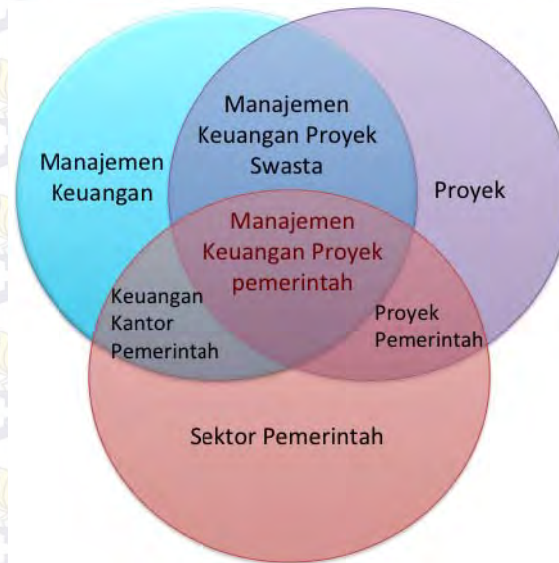 Manajemen
Keuangan Proyek
Swasta
Manajemen
Keuangan
Proyek
Manajemen
Keuangan Proyek
pemerintah
Keuangan
Kantor
Pemerintah
Proyek
Pemerintah
Sektor Pemerintah